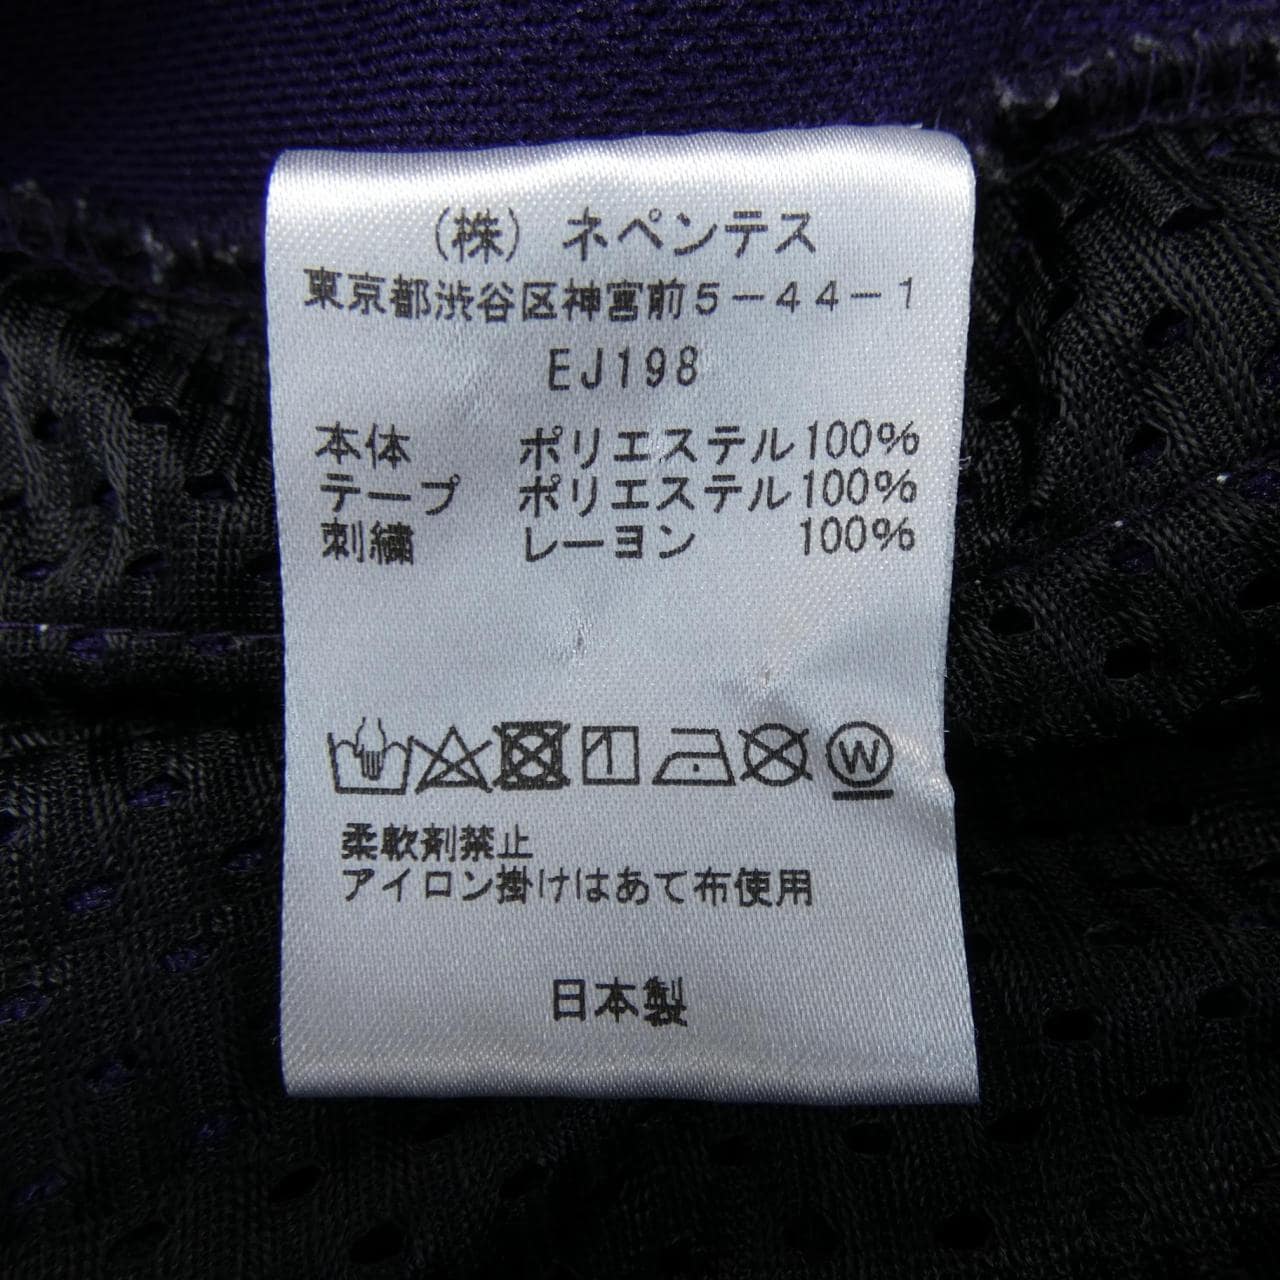 (株) ネペンテス
東京都渋谷区神宮前5-44-1
EJ198
本体 ポリエステル100%
テープ ポリエステル100%
刺繍 レーヨン 100%
W
柔軟剤禁止
アイロン掛けはあて布使用
日本製